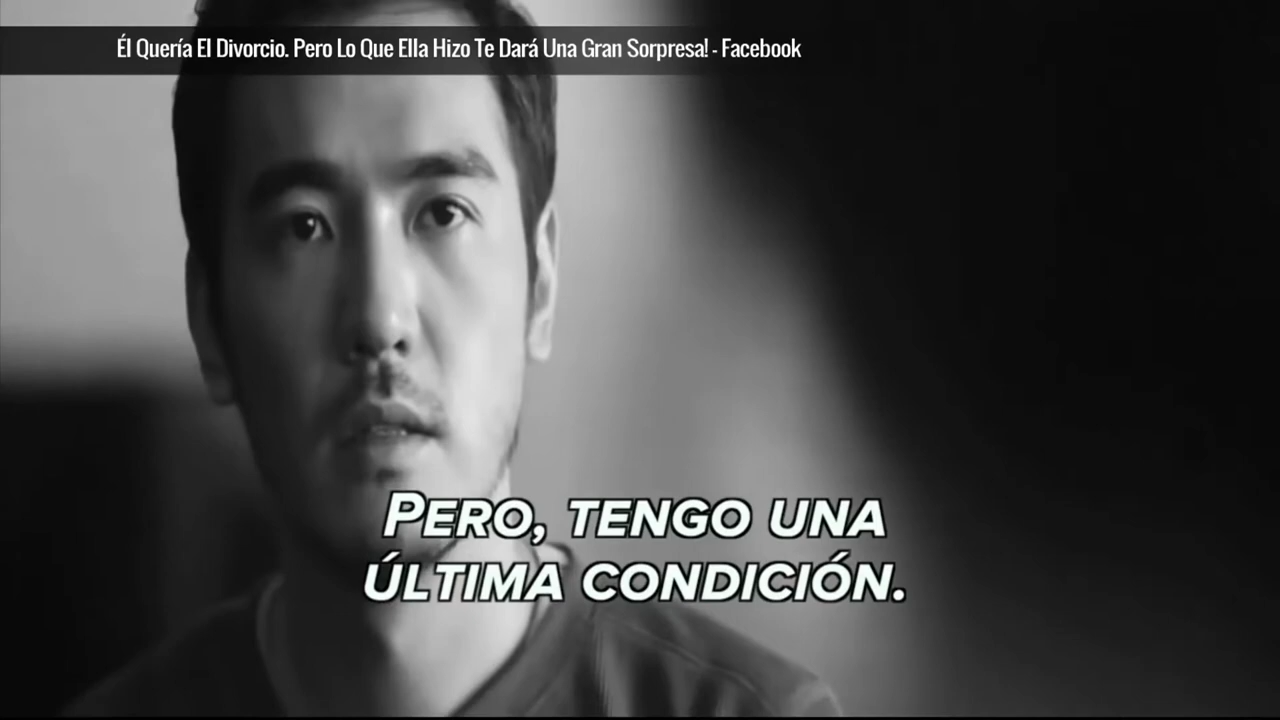 Él Quería El Divorcio. Pero Lo Que Ella Hizo Te Dará Una Gran Sorpresa! - Facebook
PERO, TENGO UNA
ÚLTIMA CONDICIÓN.